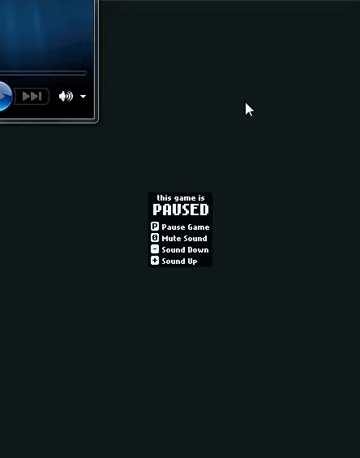 this game is
PAUSED
P Pause Game
0 Mute Sound
- Sound Down
+ Sound Up